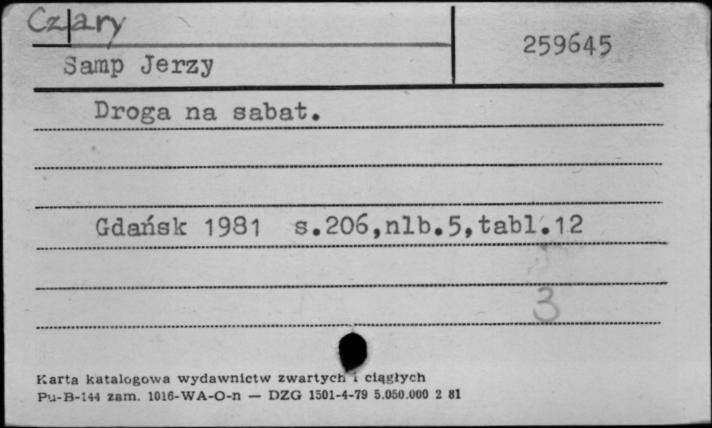 Czary
259645
Samp Jerzy
Droga na sabat.
Gdańsk 1981 s.206,nlb.5,tabl.12
3
Karta katalogowa wydawnictw zwartych i ciągłych
Pu-B-144 zam. 1016-WA-O-n — DZG 1501-4-79 5.050.000 2 81